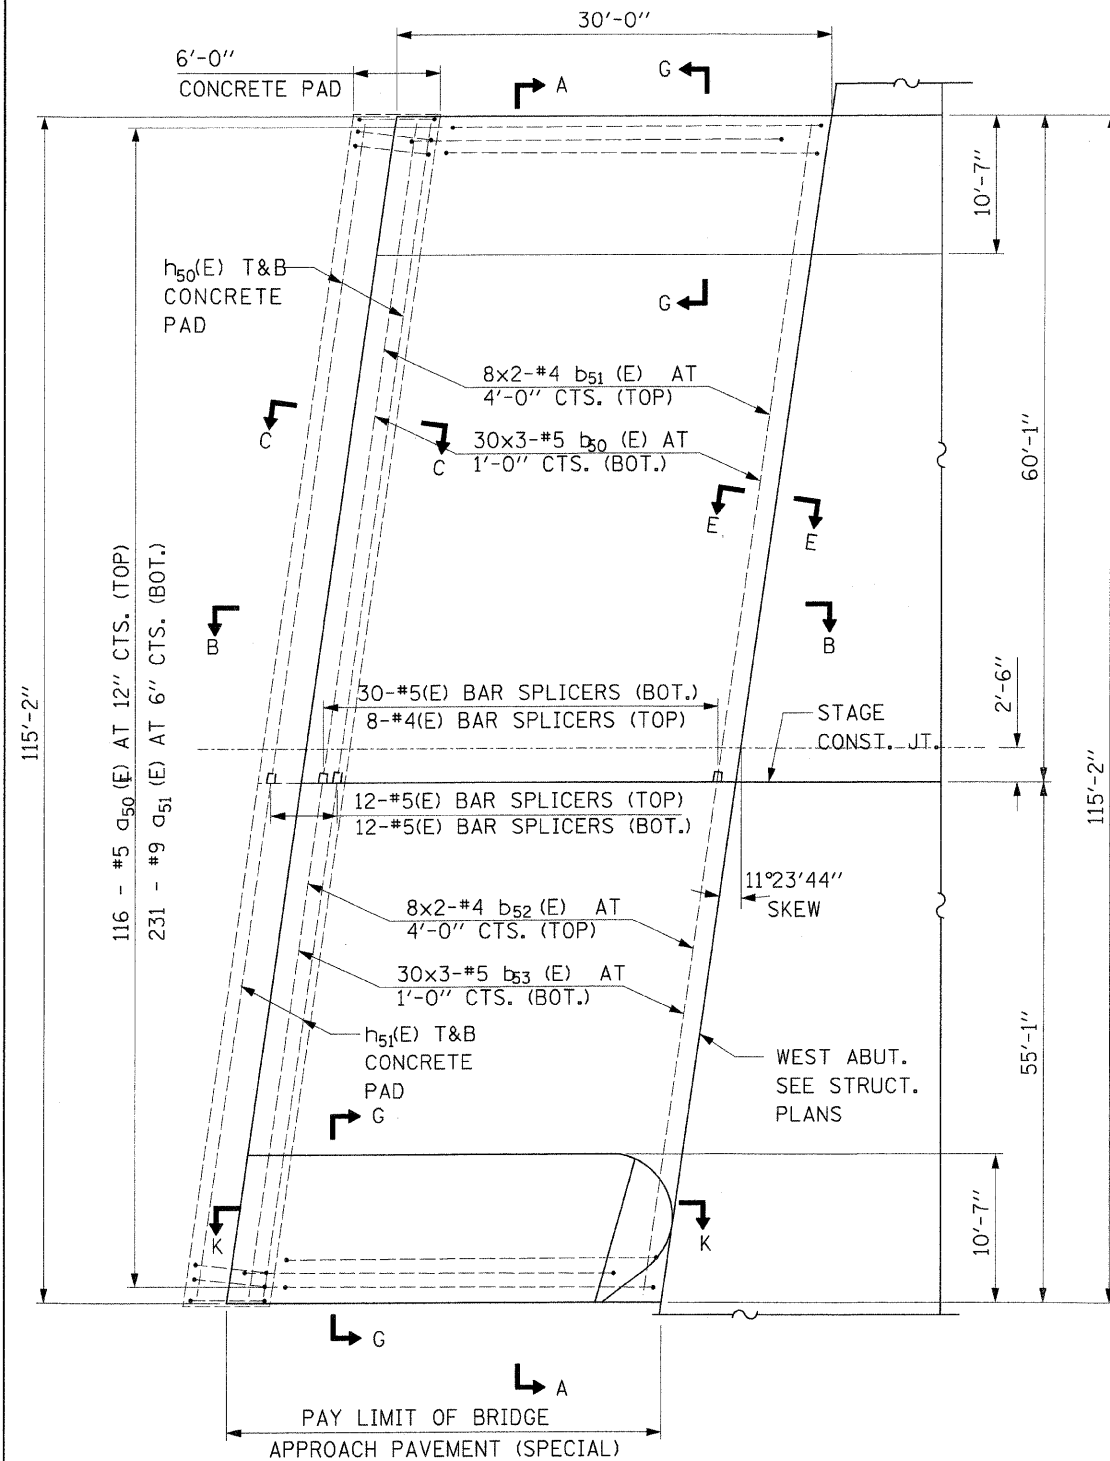 30'-0"
6'-0"
CONCRETE PAD
A
G
10'-7"
h50(E) T&B
CONCRETE
PAD
G
8x2-#4 b51 (E) AT
4'-0" CTS. (TOP)
30x3-#5 b50 (E) AT
1'-0" CTS. (BOT.)
C
C
E
E
60'-1"
116 - #5 a50 (E) AT 12" CTS. (TOP)
231 - #9 a51 (E) AT 6" CTS. (BOT.)
B
B
115'-2"
30-#5(E) BAR SPLICERS (BOT.)
8-#4(E) BAR SPLICERS (TOP)
STAGE
CONST. JT.
2'-6"
115'-2"
12-#5(E) BAR SPLICERS (TOP)
12-#5(E) BAR SPLICERS (BOT.)
11°23'44"
SKEW
8x2-#4 b52 (E) AT
4'-0" CTS. (TOP)
30x3-#5 b53 (E) AT
1'-0" CTS. (BOT.)
h51(E) T&B
CONCRETE
PAD
WEST ABUT.
SEE STRUCT.
PLANS
55'-1"
G
K
K
10'-7"
G
A
PAY LIMIT OF BRIDGE
APPROACH PAVEMENT (SPECIAL)